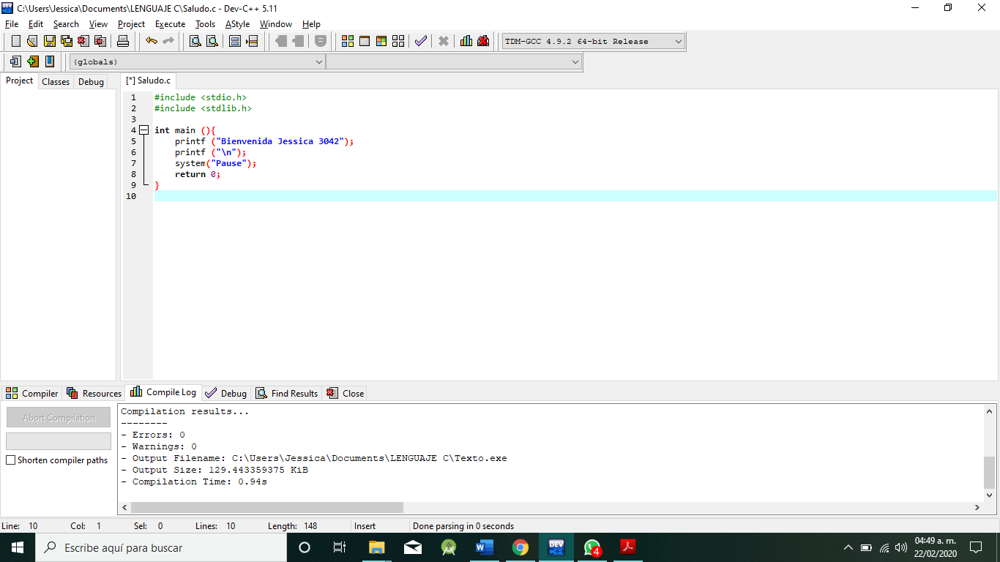 C:\Users\Jessica\Documents\LENGUAJE C\Saludo.c - Dev-C++ 5.11
File Edit Search View Project Execute Tools AStyle Window Help
TDM-GCC 4.9.2 64-bit Release
(globals)
Project Classes Debug
[*] Saludo.c
1 #include <stdio.h>
2 #include <stdlib.h>
3
4 int main (){
5 printf ("Bienvenida Jessica 3042");
6 printf ("\n");
7 system("Pause");
8 return 0;
9 }
10
Compiler Resources Compile Log Debug Find Results Close
Abort Compilation
Shorten compiler paths
Compilation results...
--------
- Errors: 0
- Warnings: 0
- Output Filename: C:\Users\Jessica\Documents\LENGUAJE C\Texto.exe
- Output Size: 129.443359375 KiB
- Compilation Time: 0.94s
Line: 10 Col: 1 Sel: 0 Lines: 10 Length: 148 Insert Done parsing in 0 seconds
Escribe aquí para buscar
DEV
4
04:49 a. m.
22/02/2020